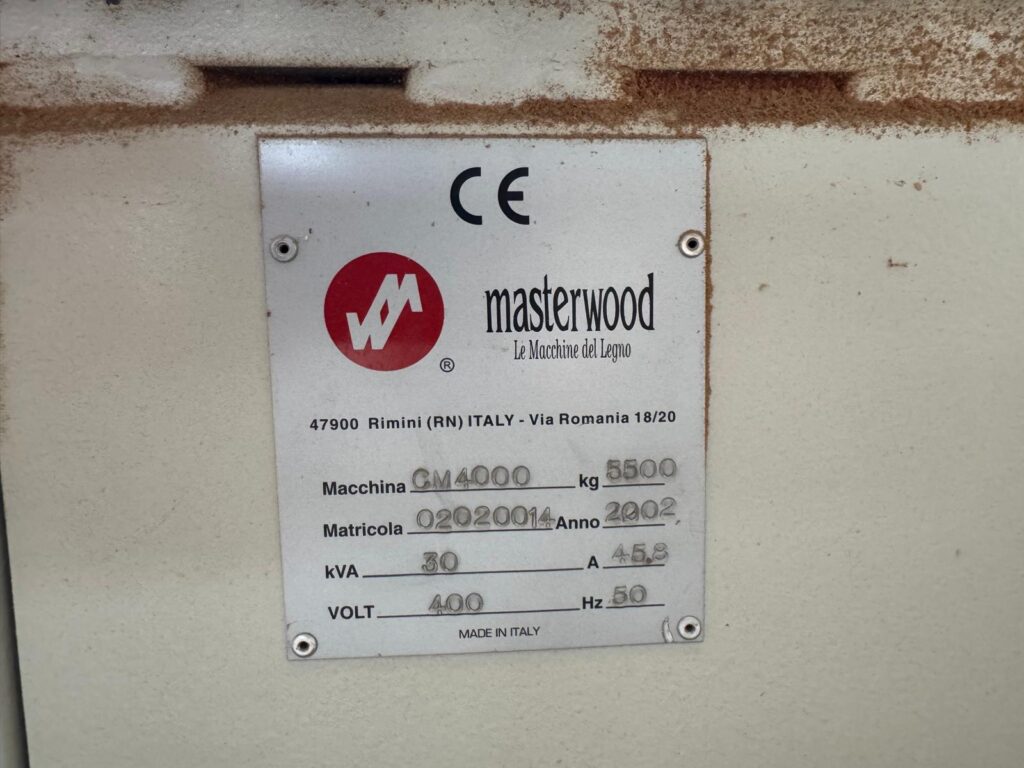 CE
®
masterwood
Le Macchine del Legno
47900 Rimini (RN) ITALY - Via Romania 18/20
Macchina CM4000 kg 5500
Matricola 02020014 Anno 2002
kVA 30 A 45.8
VOLT 400 Hz 50
MADE IN ITALY